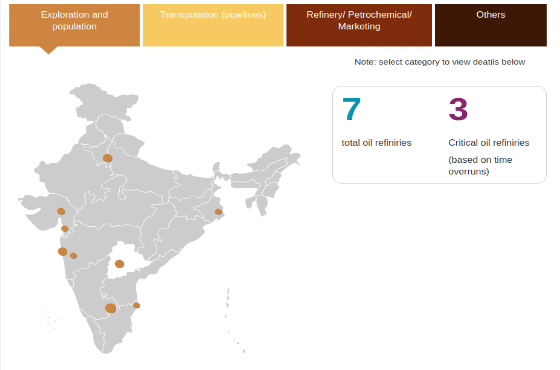 Exploration and
population
Transpotation (pipelines)
Refinery/ Petrochemical/
Marketing
Others
Note: select category to view deatils below
7
total oil refiniries
3
Critical oil refiniries
(based on time
overruns)